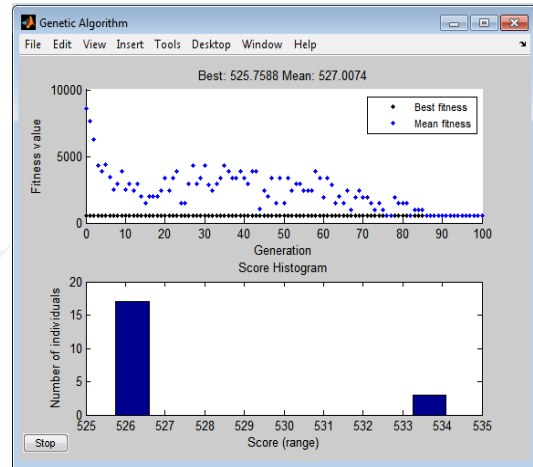 Genetic Algorithm
File Edit View Insert Tools Desktop Window Help
Best: 525.7588 Mean: 527.0074
10000
5000
0
Fitness value
Best fitness
Mean fitness
0 10 20 30 40 50 60 70 80 90 100
Generation
Score Histogram
20
15
10
5
0
Number of individuals
525 526 527 528 529 530 531 532 533 534 535
Score (range)
Stop